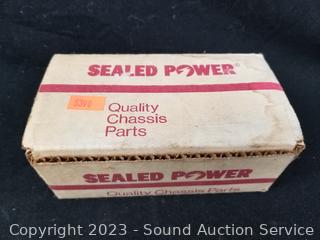 SEALED POWER®
Quality
Chassis
Parts
SEALED POWER
Quality Chassis Parts
Copyright © 2023 - Sound Auction Service